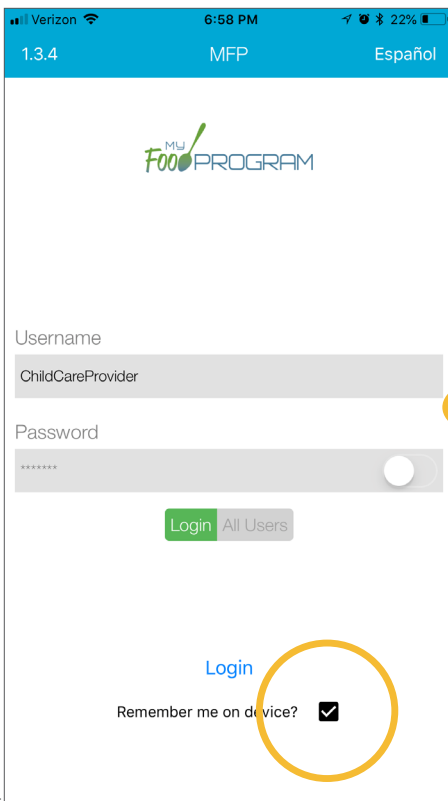 Verizon 6:58 PM 22%
1.3.4 MFP Español
MY
FOOD PROGRAM
Username
ChildCareProvider
Password
*******
Login All Users
Login
Remember me on device?